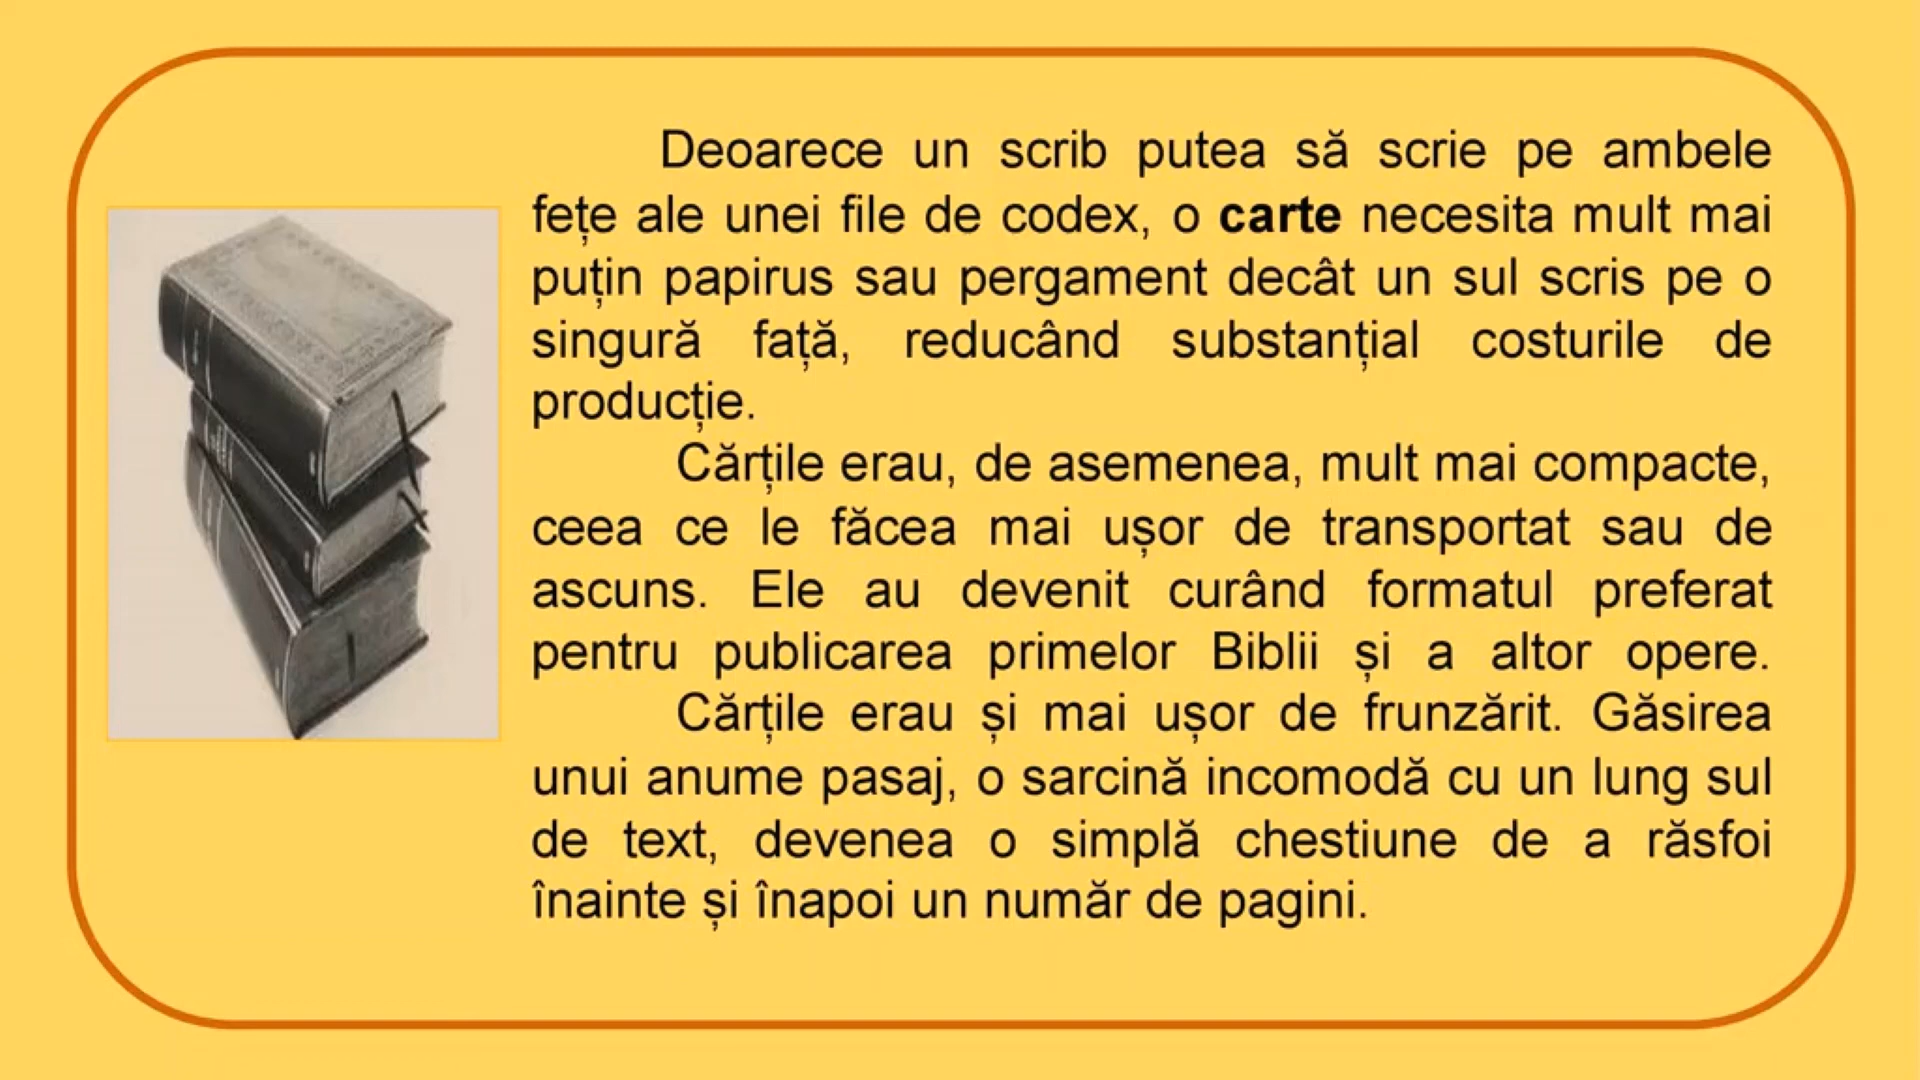 Deoarece un scrib putea să scrie pe ambele
fețe ale unei file de codex, o carte necesita mult mai
puțin papirus sau pergament decât un sul scris pe o
singură față, reducând substanțial costurile de
producție.
Cărțile erau, de asemenea, mult mai compacte,
ceea ce le făcea mai ușor de transportat sau de
ascuns. Ele au devenit curând formatul preferat
pentru publicarea primelor Biblii și a altor opere.
Cărțile erau și mai ușor de frunzărit. Găsirea
unui anume pasaj, o sarcină incomodă cu un lung sul
de text, devenea o simplă chestiune de a răsfoi
înainte și înapoi un număr de pagini.